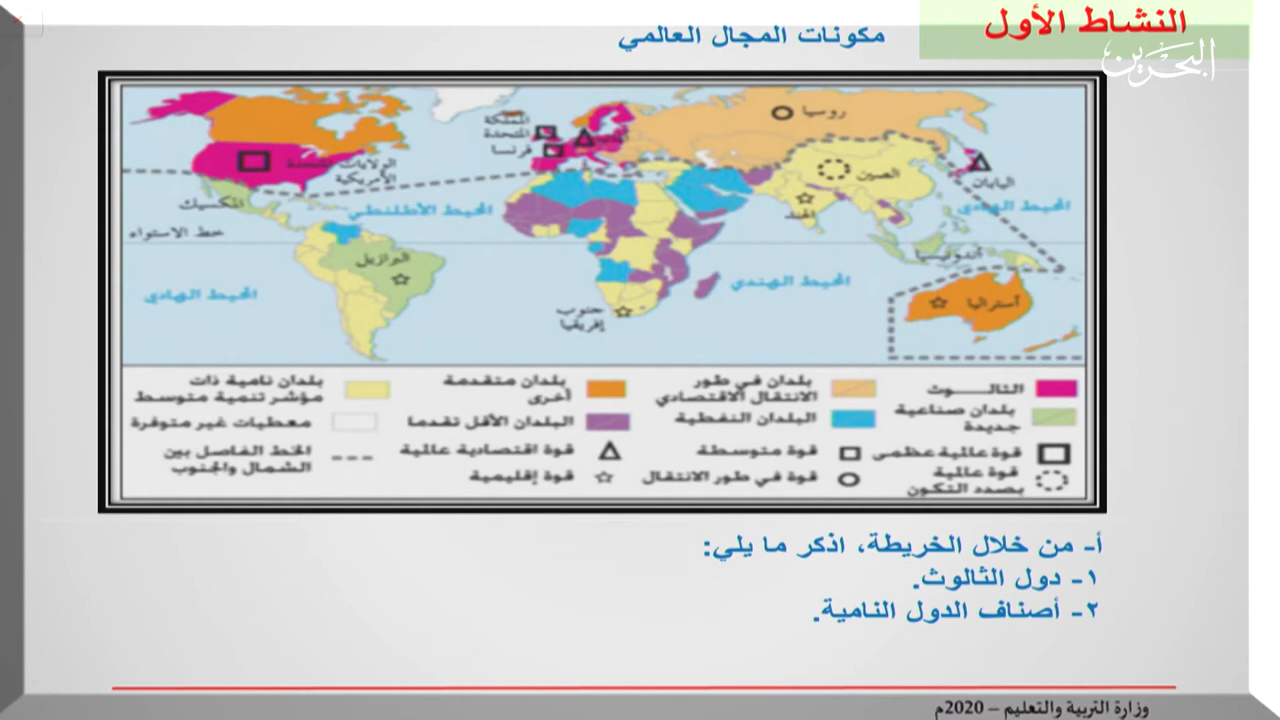 النشاط الأول
البحرين
مكونات المجال العالمي
روسيا
المملكة
المتحدة
فرنسا
الولايات المتحدة
الأمريكية
الصين
اليابان
المكسيك
المحيط الأطلنطي
الهند
المحيط الهادي
خط الاستواء
البرازيل
أندونيسيا
المحيط الهندي
المحيط الهادي
أستراليا
جنوب
إفريقيا
الثالـــــوث
بلدان في طور
الانتقال الاقتصادي
بلدان متقدمة
أخرى
بلدان نامية ذات
مؤشر تنمية متوسط
بلدان صناعية
جديدة
البلدان النفطية
البلدان الأقل تقدما
معطيات غير متوفرة
قوة عالمية عظمى
قوة متوسطة
قوة اقتصادية عالمية
الخط الفاصل بين
الشمال والجنوب
قوة عالمية
بصدد التكون
قوة في طور الانتقال
قوة إقليمية
أ- من خلال الخريطة، اذكر ما يلي:
١- دول الثالوث.
٢- أصناف الدول النامية.
وزارة التربية والتعليم – 2020م